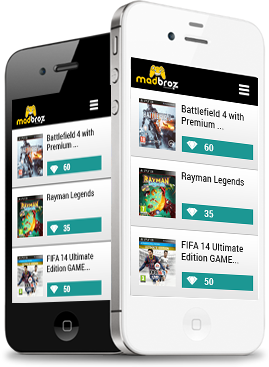 madbroz
Battlefield 4 with
Premium ...
60
Rayman Legends
35
FIFA 14 Ultimate
Edition GAME...
50
madbroz
Battlefield 4 with
Premium ...
60
Rayman Legends
35
FIFA 14 Ultimate
Edition GAME...
50